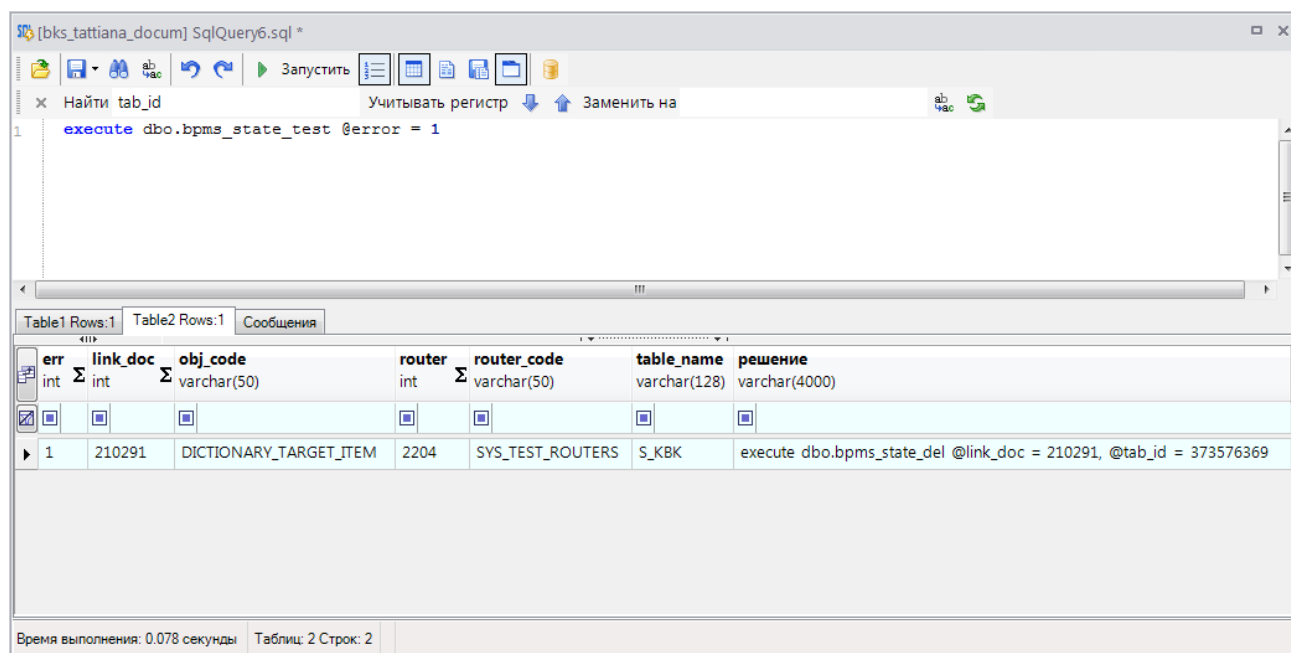 [bks_tattiana_docum] SqlQuery6.sql *
Запустить
Найти tab_id Учитывать регистр Заменить на
1 execute dbo.bpms_state_test @error = 1
Table1 Rows:1 Table2 Rows:1 Сообщения
err link_doc obj_code router router_code table_name решение
int Σ int Σ varchar(50) int Σ varchar(50) varchar(128) varchar(4000)
1 210291 DICTIONARY_TARGET_ITEM 2204 SYS_TEST_ROUTERS S_KBK execute dbo.bpms_state_del @link_doc = 210291, @tab_id = 373576369
Время выполнения: 0.078 секунды Таблиц: 2 Строк: 2